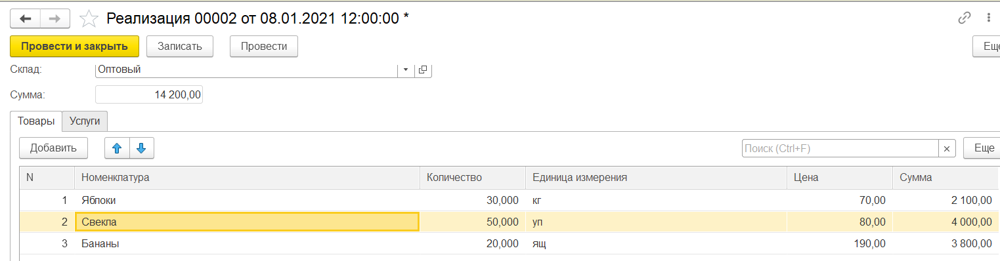 Реализация 00002 от 08.01.2021 12:00:00 *
Провести и закрыть Записать Провести Еще
Склад: Оптовый
Сумма: 14 200,00
Товары Услуги
Добавить Поиск (Ctrl+F) × Еще
N Номенклатура Количество Единица измерения Цена Сумма
1 Яблоки 30,000 кг 70,00 2 100,00
2 Свекла 50,000 уп 80,00 4 000,00
3 Бананы 20,000 ящ 190,00 3 800,00